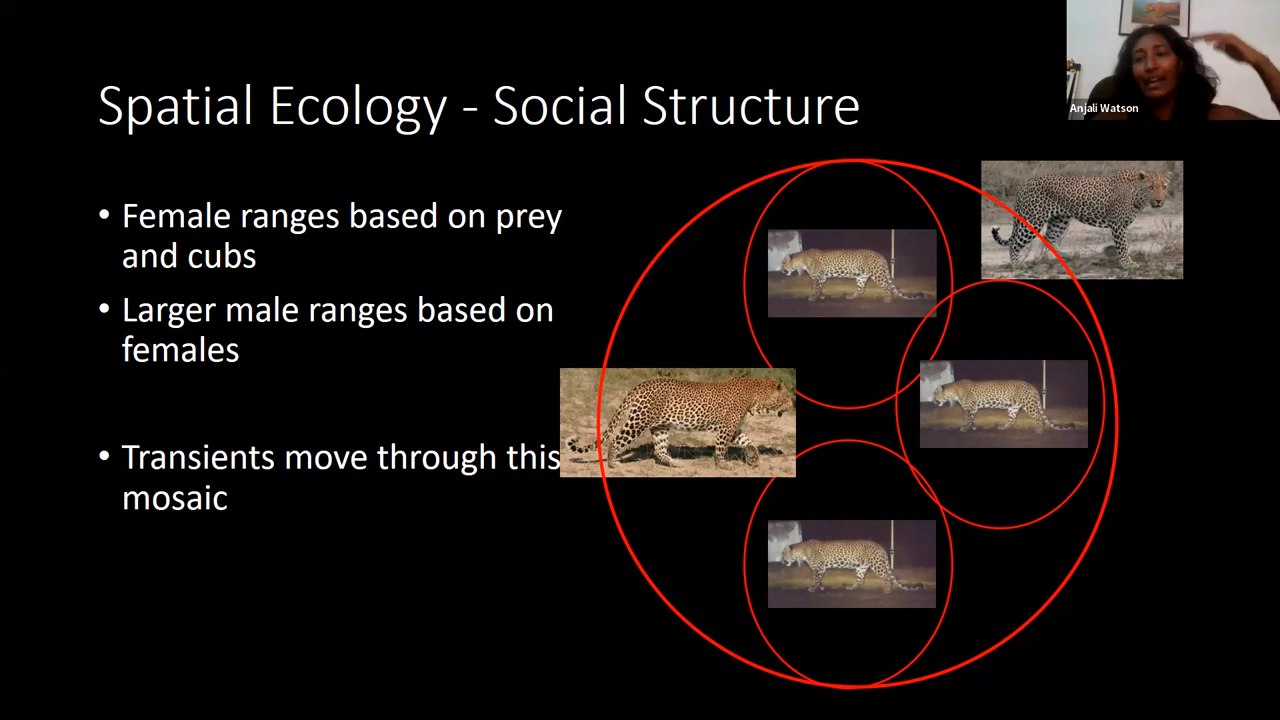 Spatial Ecology - Social Structure
Anjali Watson
• Female ranges based on prey
and cubs
• Larger male ranges based on
females
• Transients move through this
mosaic